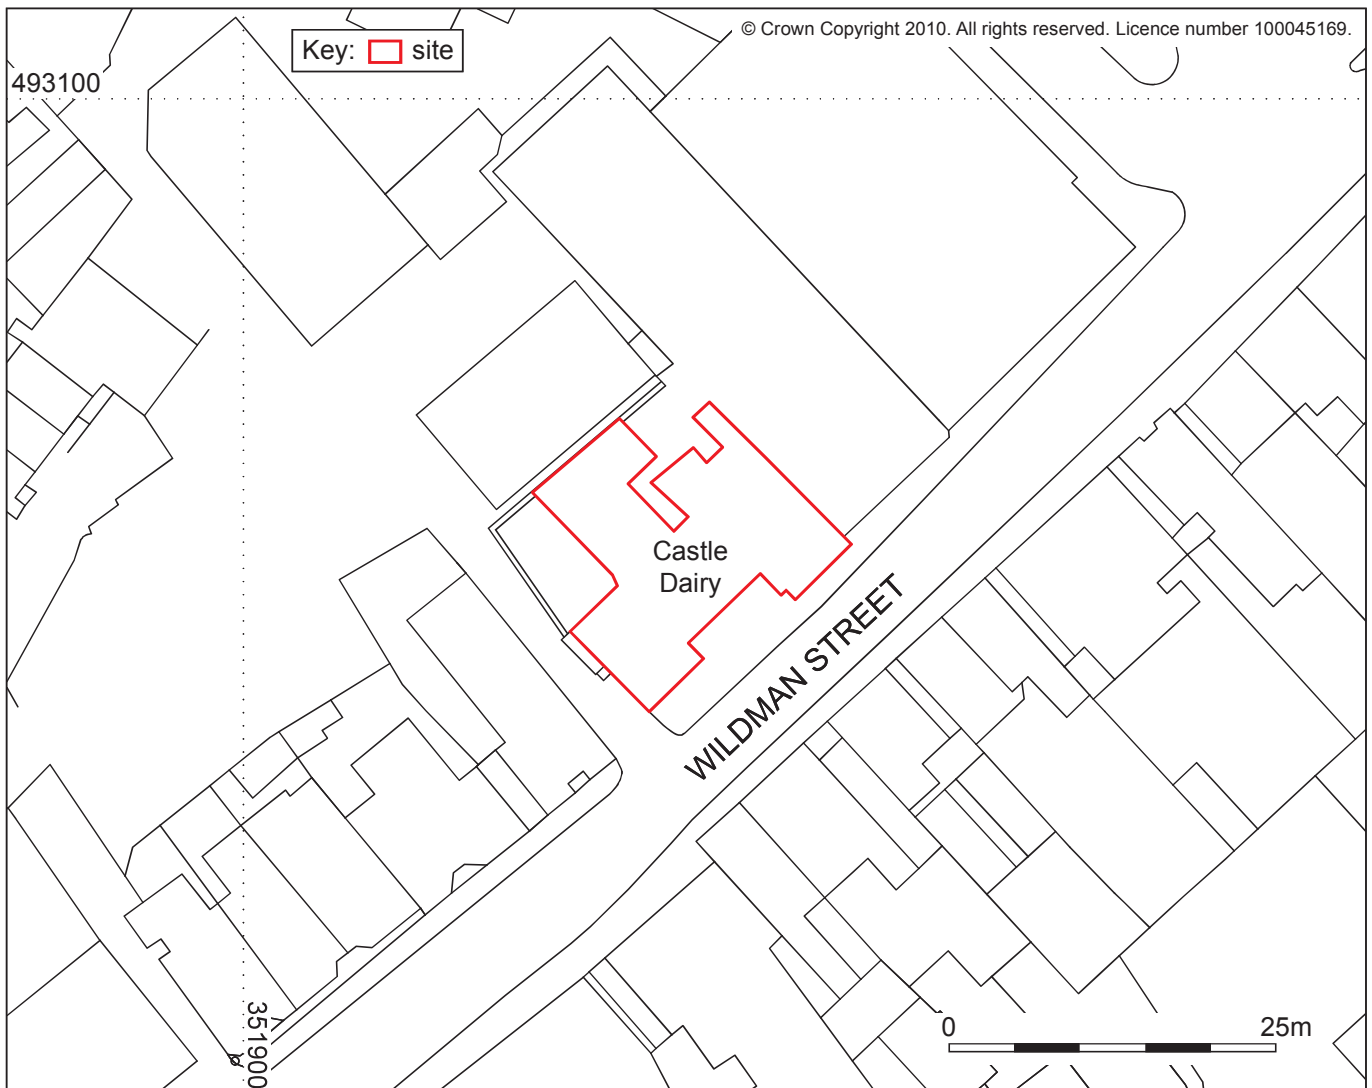 © Crown Copyright 2010. All rights reserved. Licence number 100045169.
Key: site
493100
Castle
Dairy
WILDMAN STREET
351900
0 25m